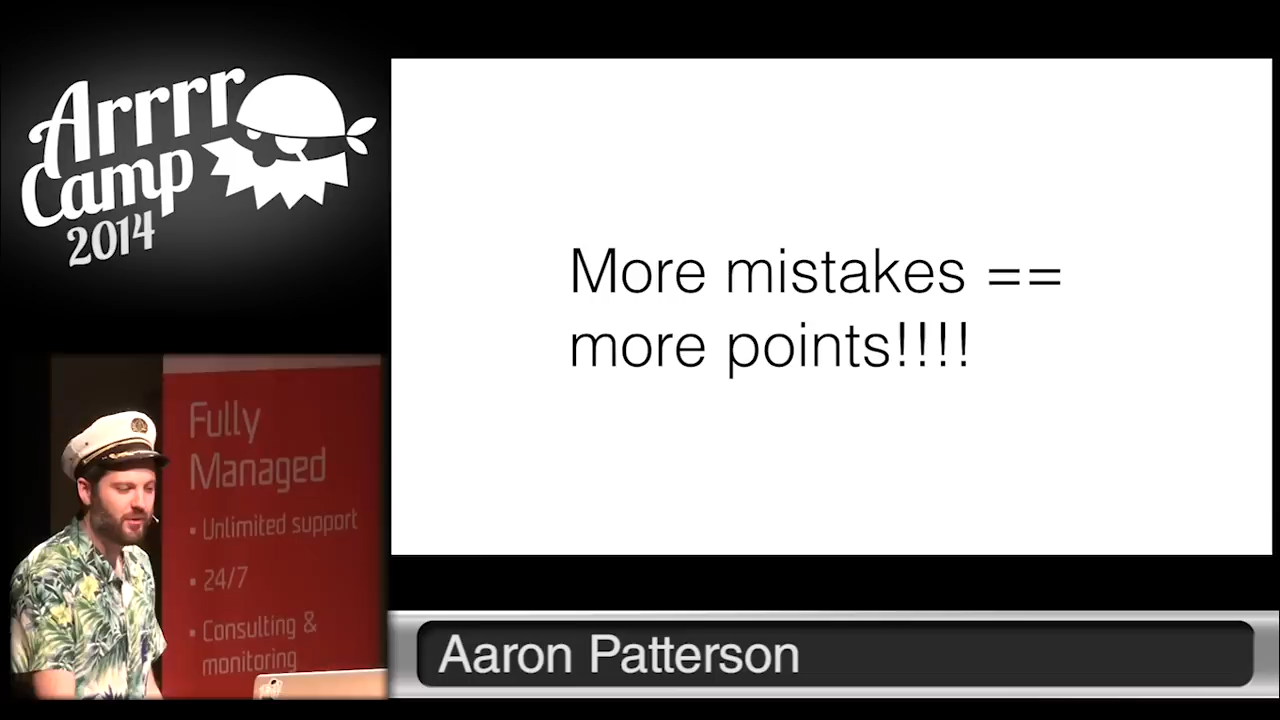 Arrrr
Camp
2014
More mistakes ==
more points!!!!
Fully
Managed
▪ Unlimited support
▪ 24/7
▪ Consulting &
monitoring
Aaron Patterson